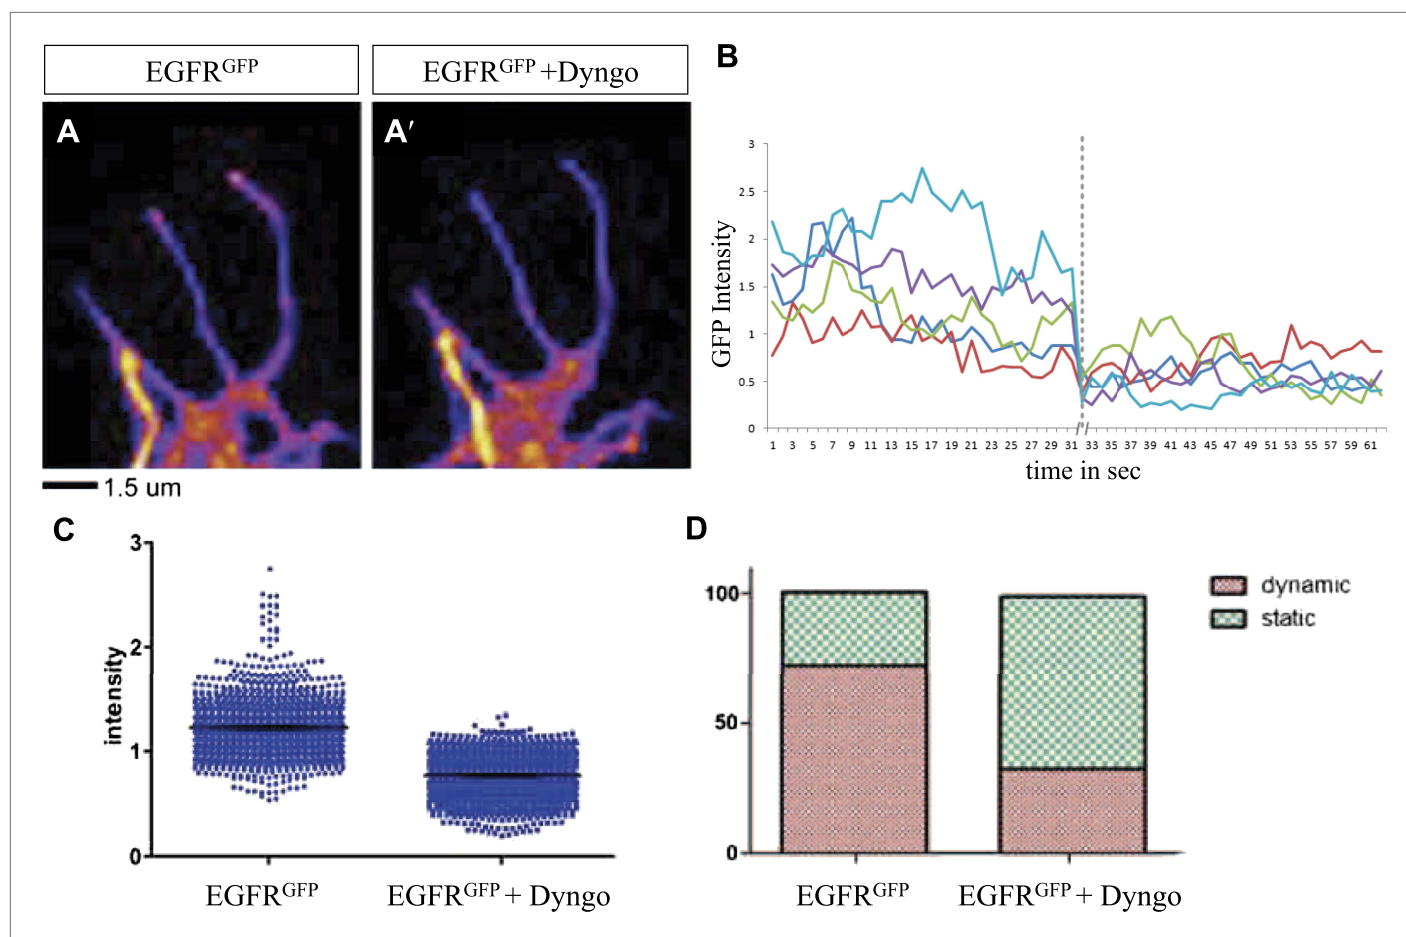 EGFRGFP
EGFRGFP +Dyngo
A
A′
1.5 um
B
3
2.5
2
1.5
1
0.5
0
GFP Intensity
1 3 5 7 9 11 13 15 17 19 21 23 25 27 29 31 33 35 37 39 41 43 45 47 49 51 53 55 57 59 61
time in sec
C
3
2
1
0
intensity
EGFRGFP
EGFRGFP + Dyngo
D
100
50
0
dynamic
static
EGFRGFP
EGFRGFP + Dyngo